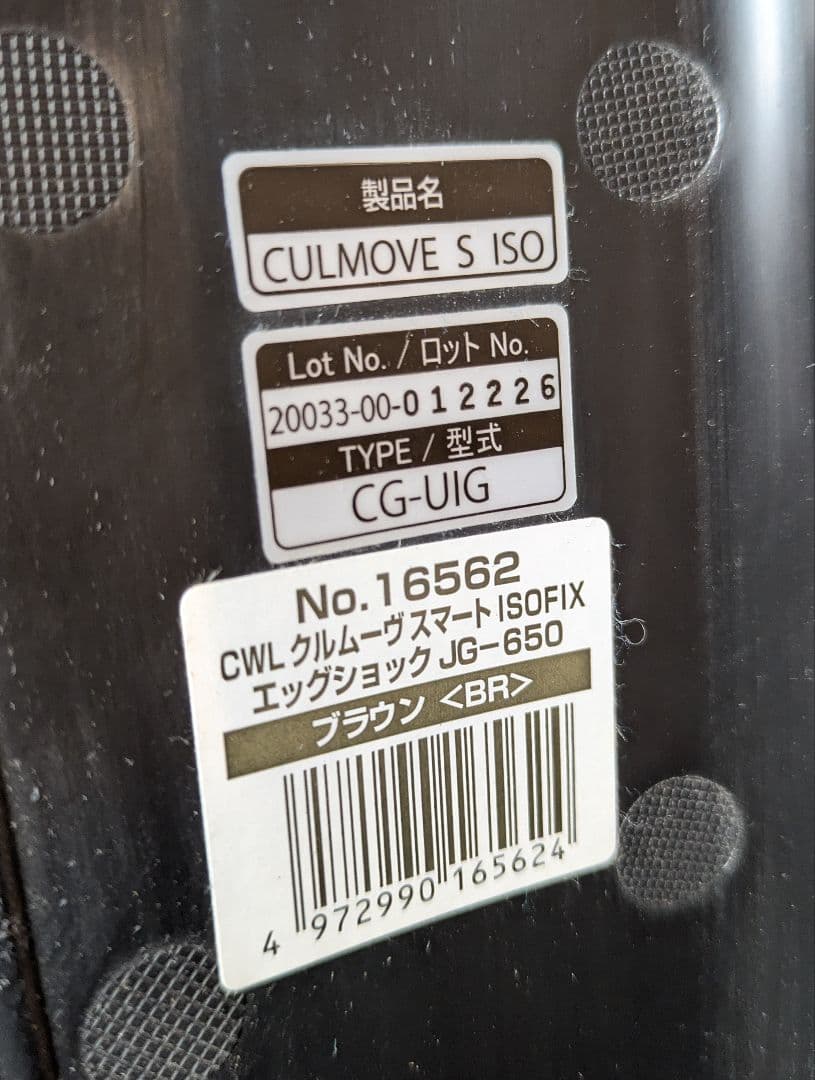 製品名
CULMOVE S ISO
Lot No. / ロット No.
20033-00-012226
TYPE / 型式
CG-UIG
No.16562
CWL クルムーヴ スマート ISOFIX
エッグショック JG-650
ブラウン <BR>
4 972990 165624